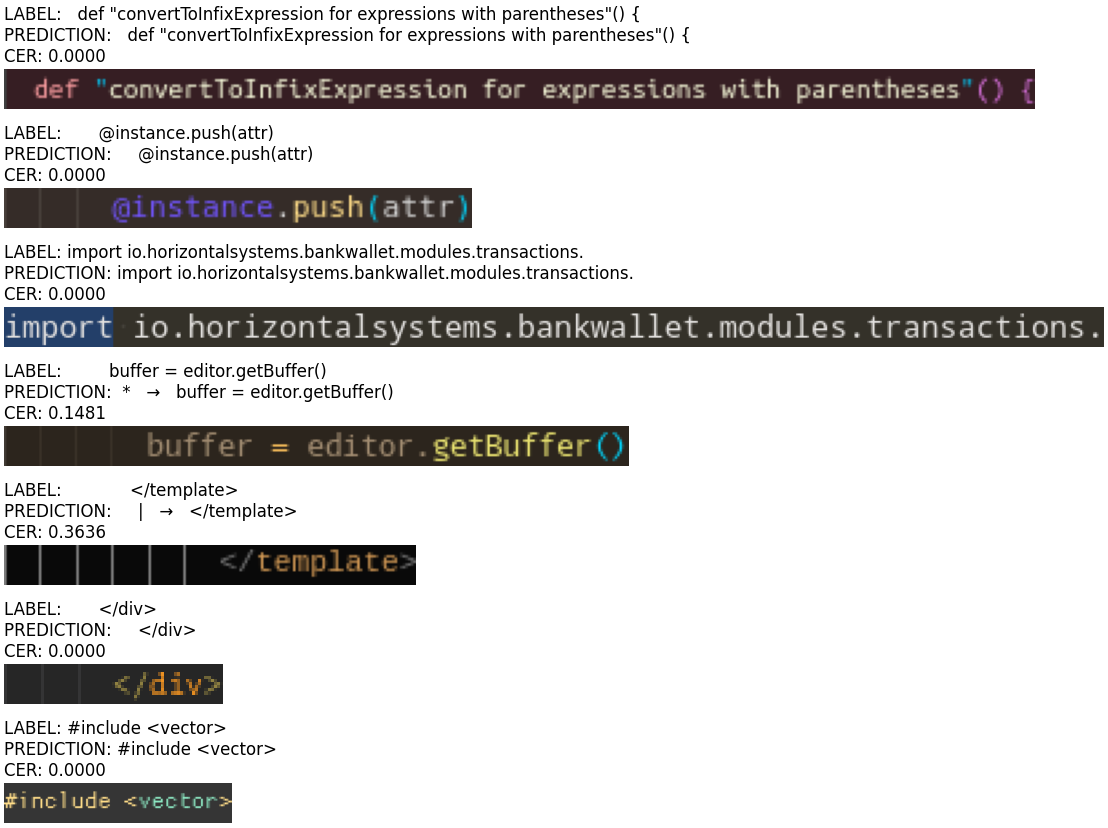 LABEL:   def "convertToInfixExpression for expressions with parentheses"() {
PREDICTION:   def "convertToInfixExpression for expressions with parentheses"() {
CER: 0.0000
def "convertToInfixExpression for expressions with parentheses"() {
LABEL:       @instance.push(attr)
PREDICTION:     @instance.push(attr)
CER: 0.0000
@instance.push(attr)
LABEL: import io.horizontalsystems.bankwallet.modules.transactions.
PREDICTION: import io.horizontalsystems.bankwallet.modules.transactions.
CER: 0.0000
import io.horizontalsystems.bankwallet.modules.transactions.
LABEL:         buffer = editor.getBuffer()
PREDICTION:  *   →   buffer = editor.getBuffer()
CER: 0.1481
buffer = editor.getBuffer()
LABEL:             </template>
PREDICTION:     |   →   </template>
CER: 0.3636
</template>
LABEL:       </div>
PREDICTION:     </div>
CER: 0.0000
</div>
LABEL: #include <vector>
PREDICTION: #include <vector>
CER: 0.0000
#include <vector>